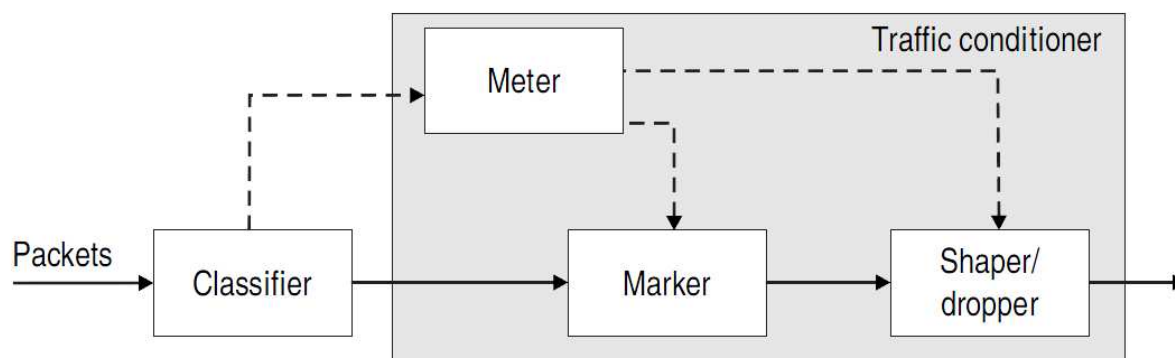 Traffic conditioner
Meter
Packets
Classifier
Marker
Shaper/
dropper